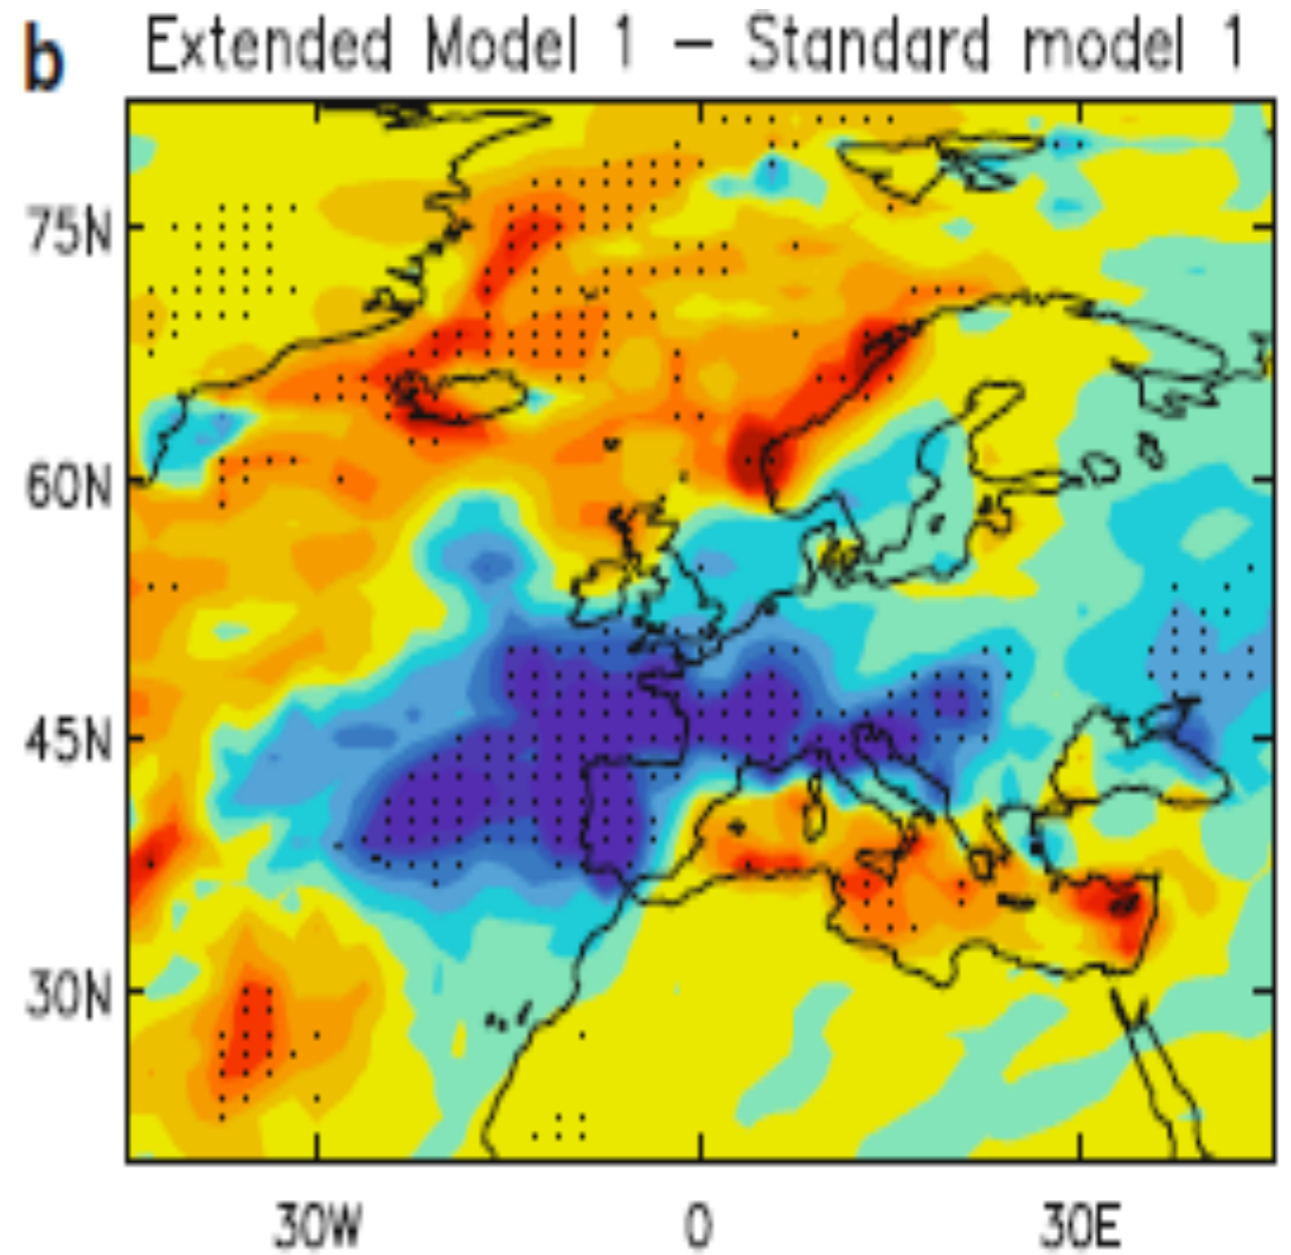 b Extended Model 1 – Standard model 1
75N
60N
45N
30N
30W 0 30E